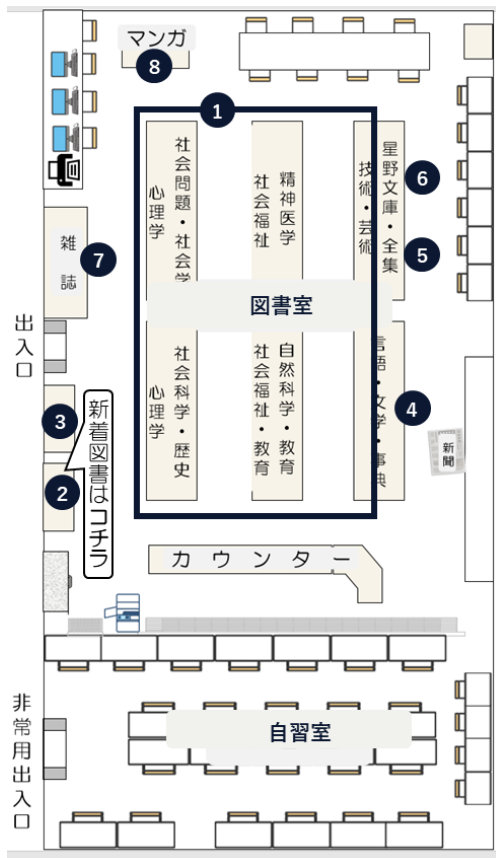 マンガ
8
1
社会問題・社会学
心理学
精神医学
社会福祉
星野文庫・全集
技術・芸術
6
5
雑誌
7
図書室
出入口
社会科学・歴史
心理学
自然科学・教育
社会福祉・教育
言語・文学・事典
4
新聞
3
2
新着図書はコチラ
カウンター
自習室
非常用出入口